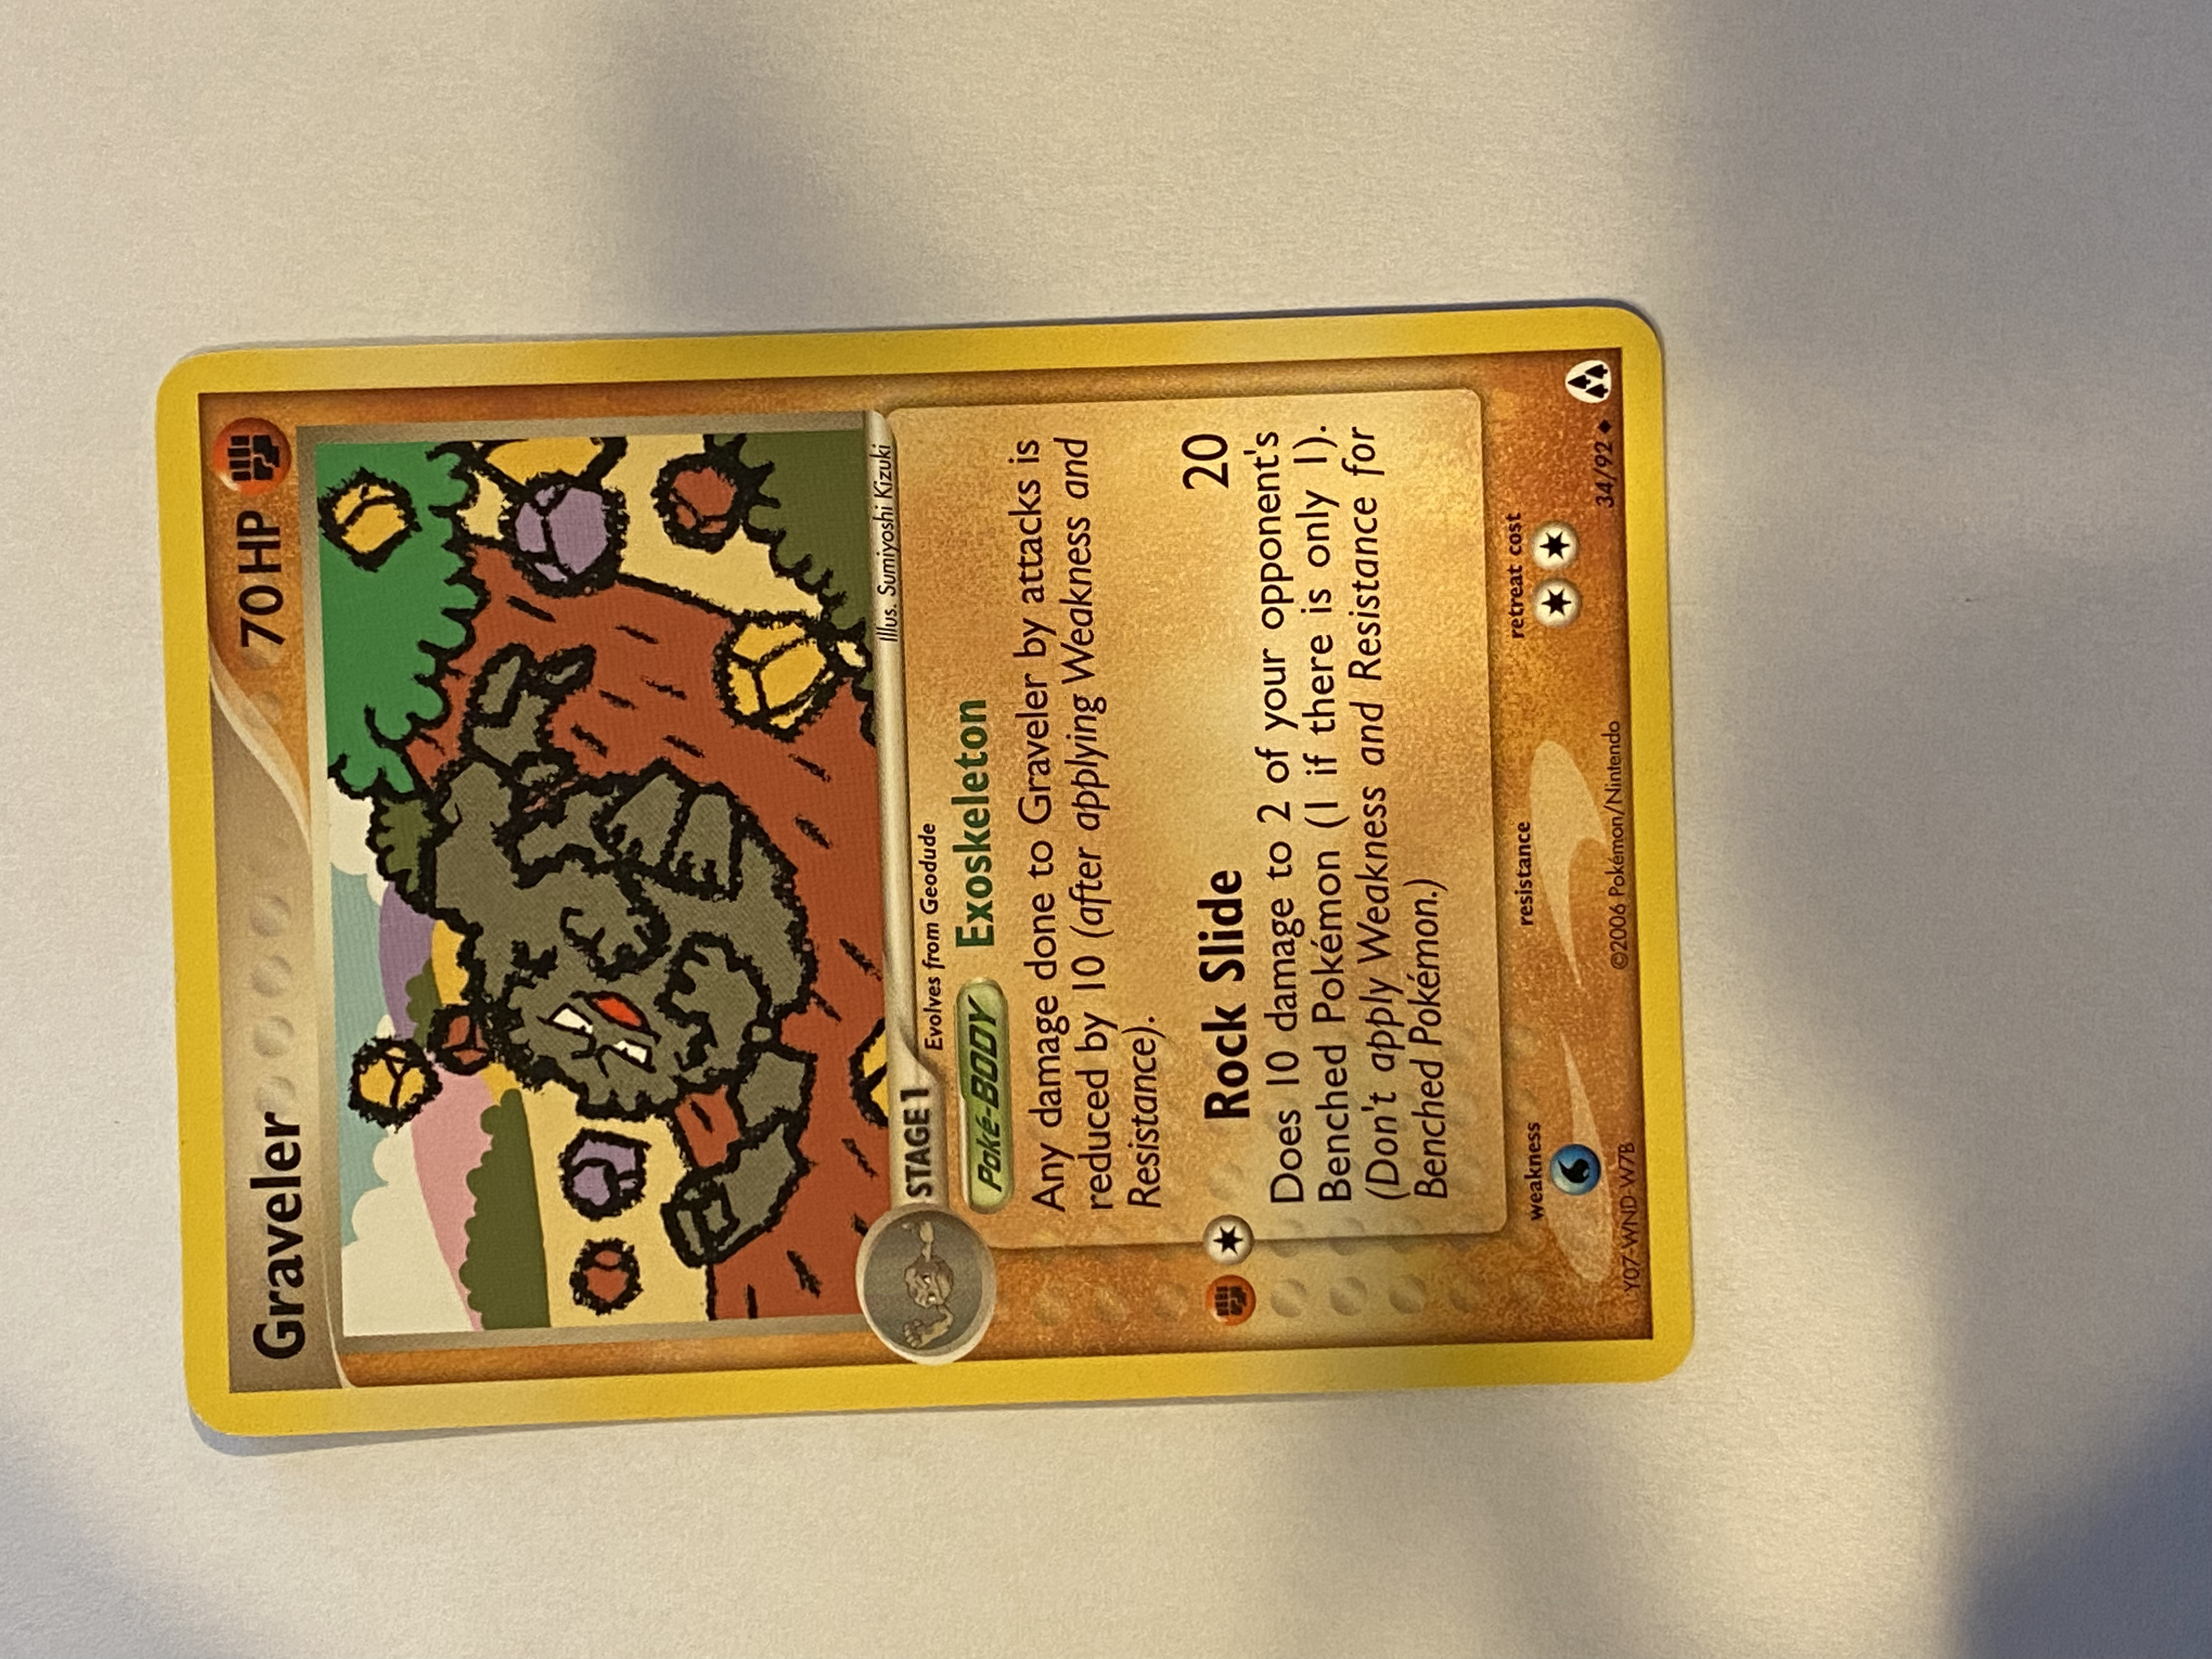 Graveler 70 HP
Illus. Sumiyoshi Kizuki
STAGE 1 Evolves from Geodude
Poké-BODY Exoskeleton
Any damage done to Graveler by attacks is
reduced by 10 (after applying Weakness and
Resistance).
Rock Slide 20
Does 10 damage to 2 of your opponent's
Benched Pokémon (1 if there is only 1).
(Don't apply Weakness and Resistance for
Benched Pokémon.)
weakness resistance retreat cost
34/92
Y07-WND-W7B ©2006 Pokémon/Nintendo